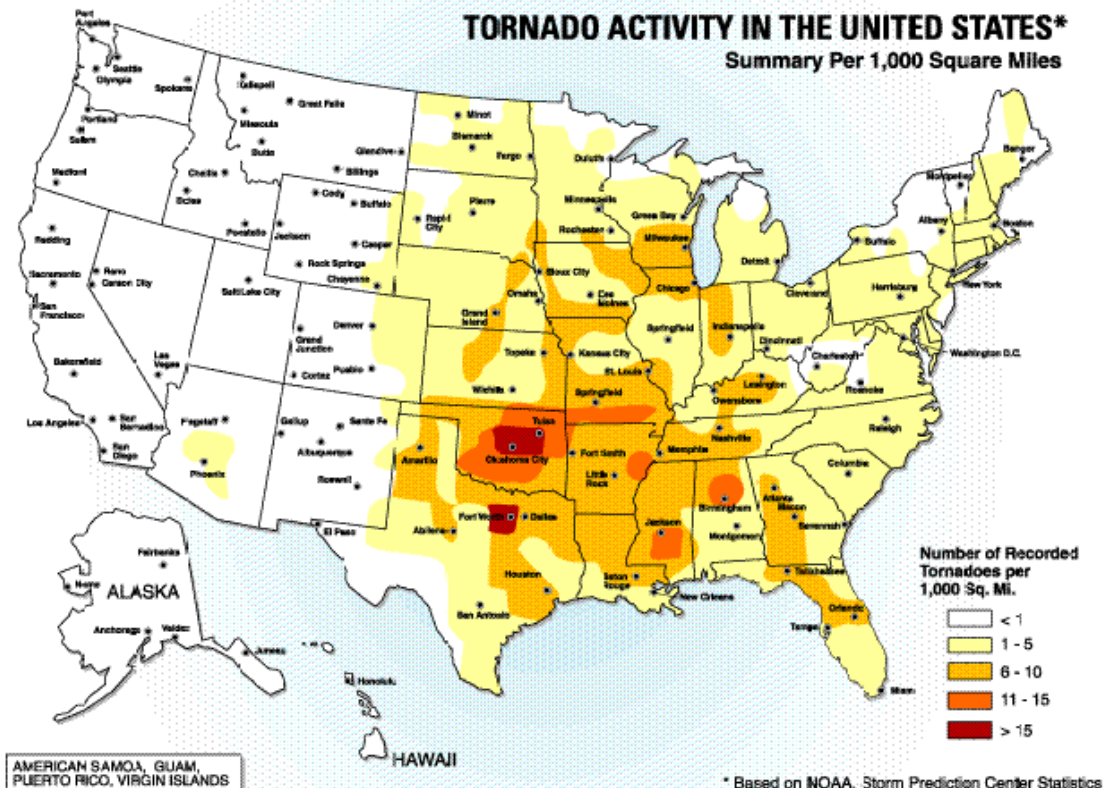 TORNADO ACTIVITY IN THE UNITED STATES*
Summary Per 1,000 Square Miles
Port
Angeles
Seattle
Olympia
Spokane
Kalispell
Great Falls
Missoula
Butte
Glendive
Billings
Portland
Salem
Medford
Challis
Boise
Pocatello
Cody
Buffalo
Jackson
Casper
Rock Springs
Cheyenne
Minot
Bismarck
Fargo
Pierre
Rapid
City
Duluth
Minneapolis
Rochester
Green Bay
Milwaukee
Chicago
Detroit
Bangor
Montpelier
Albany
Boston
Buffalo
New York
Harrisburg
Cleveland
Washington D.C.
Redding
Sacramento
San
Francisco
Reno
Carson City
Salt Lake City
Bakersfield
Las
Vegas
Los Angeles
San
Bernadino
San
Diego
Flagstaff
Phoenix
Denver
Grand
Junction
Cortez
Pueblo
Gallup
Santa Fe
Albuquerque
Roswell
El Paso
Sioux City
Omaha
Grand
Island
Des
Moines
Topeka
Kansas City
Wichita
Springfield
St. Louis
Springfield
Indianapolis
Cincinnati
Charleston
Roanoke
Lexington
Owensboro
Nashville
Memphis
Raleigh
Columbia
Tulsa
Oklahoma City
Amarillo
Fort Smith
Little
Rock
Fort Worth
Dallas
Abilene
Houston
San Antonio
Jackson
Baton
Rouge
New Orleans
Birmingham
Montgomery
Atlanta
Macon
Savannah
Tallahassee
Orlando
Tampa
Miami
Fairbanks
Nome
ALASKA
Anchorage
Valdez
Juneau
Honolulu
HAWAII
Number of Recorded
Tornadoes per
1,000 Sq. Mi.
< 1
1 - 5
6 - 10
11 - 15
> 15
AMERICAN SAMOA, GUAM,
PUERTO RICO, VIRGIN ISLANDS
* Based on NOAA, Storm Prediction Center Statistics